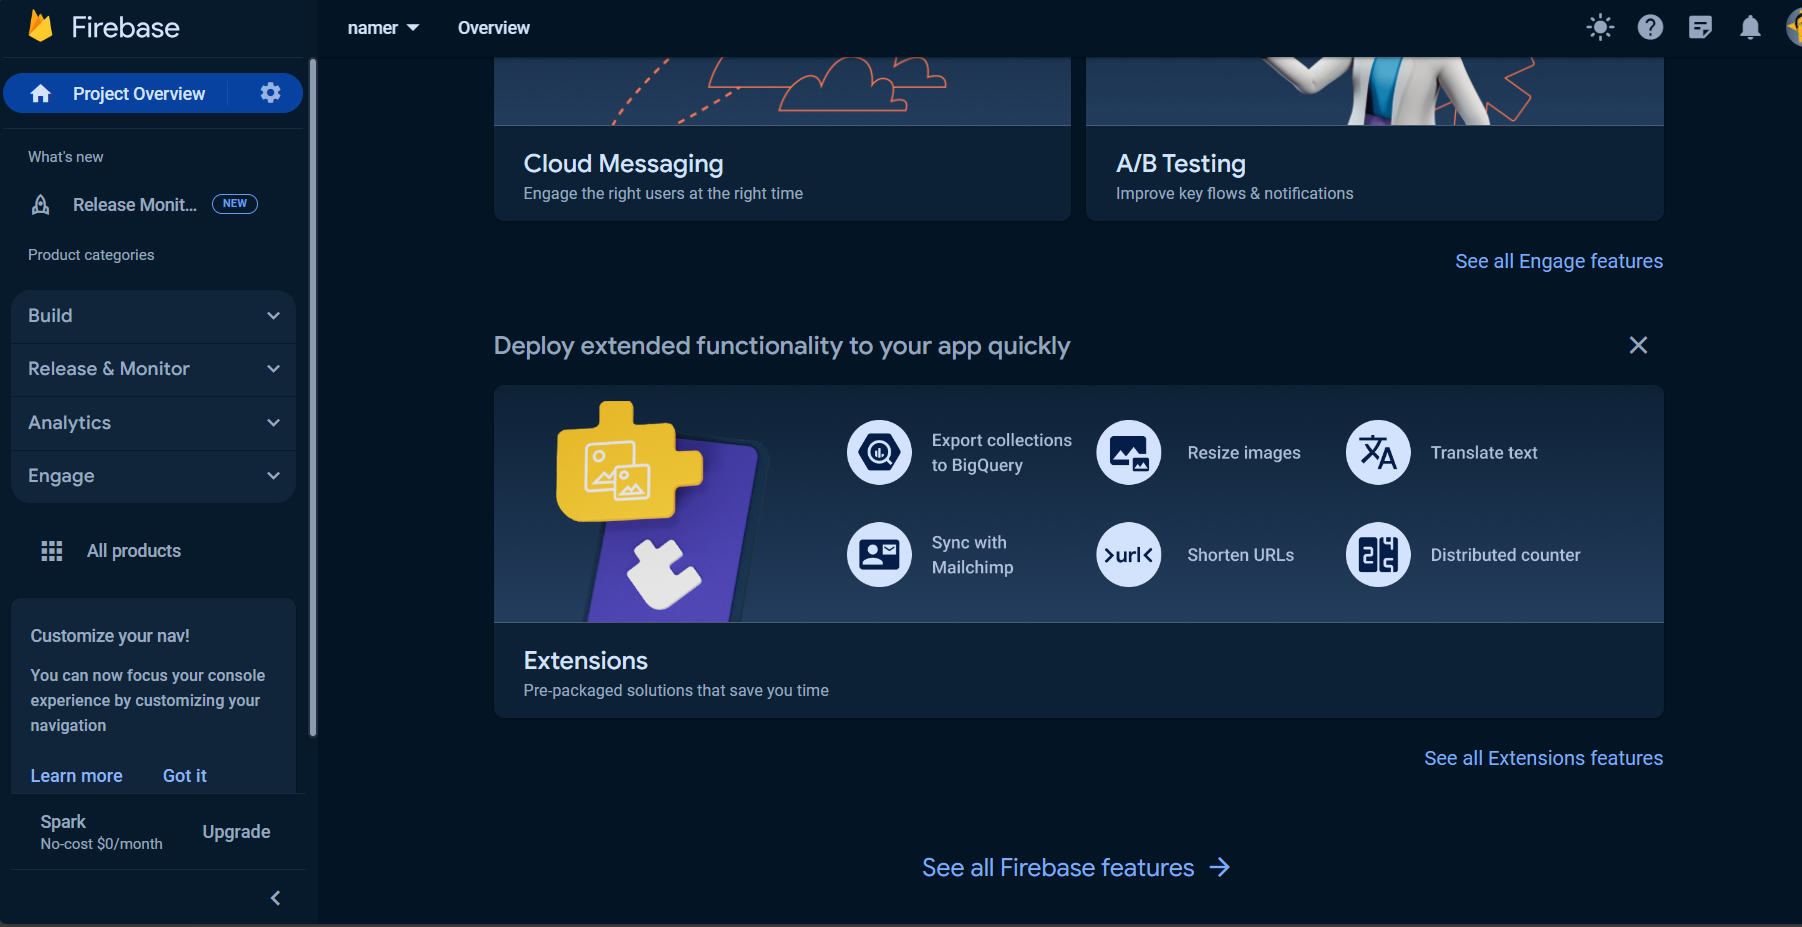 Firebase
namer
Overview
Project Overview
What's new
Release Monit...
NEW
Product categories
Build
Release & Monitor
Analytics
Engage
All products
Customize your nav!
You can now focus your console
experience by customizing your
navigation
Learn more
Got it
Spark
No-cost $0/month
Upgrade
Cloud Messaging
Engage the right users at the right time
A/B Testing
Improve key flows & notifications
See all Engage features
Deploy extended functionality to your app quickly
Export collections
to BigQuery
Resize images
Translate text
Sync with
Mailchimp
>url<
Shorten URLs
Distributed counter
Extensions
Pre-packaged solutions that save you time
See all Extensions features
See all Firebase features